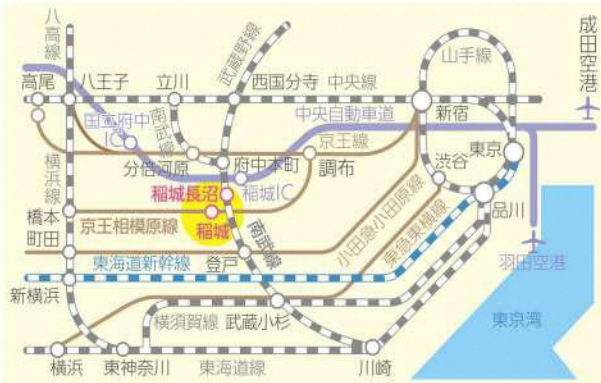 八高線
武蔵野線
山手線
成田空港
高尾
八王子
立川
西国分寺
中央線
国立府中IC
南武線
中央自動車道
新宿
京王線
分倍河原
府中本町
調布
渋谷
東京
横浜線
稲城長沼
稲城IC
品川
橋本
京王相模原線
稲城
南武線
小田急小田原線
東急東横線
町田
東海道新幹線
登戸
羽田空港
新横浜
横須賀線
武蔵小杉
東京湾
横浜
東神奈川
東海道線
川崎